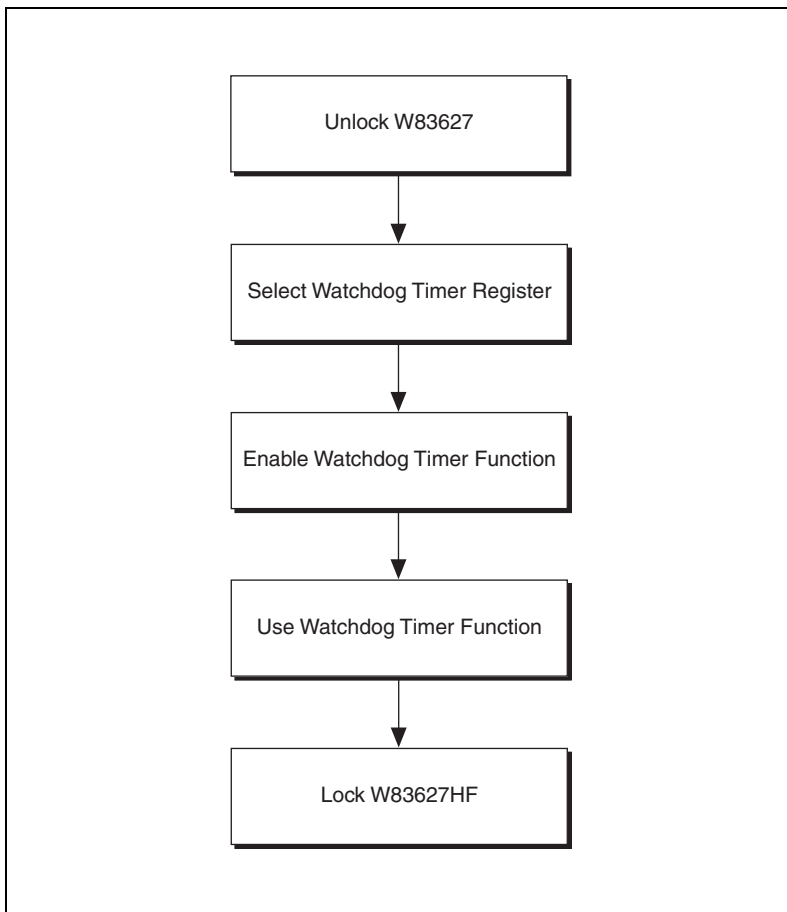 Unlock W83627
Select Watchdog Timer Register
Enable Watchdog Timer Function
Use Watchdog Timer Function
Lock W83627HF